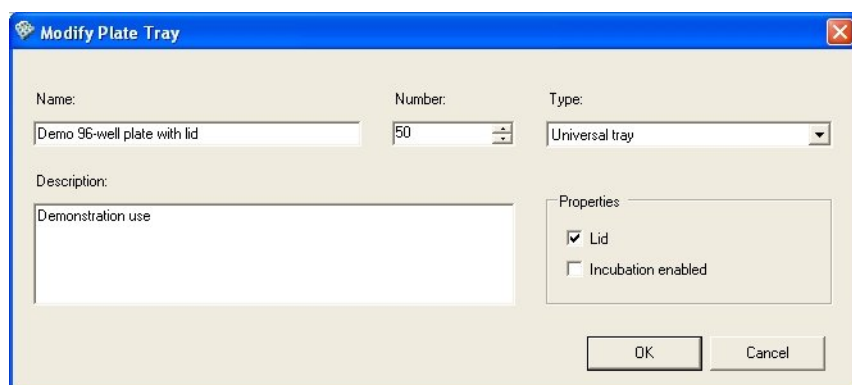 Modify Plate Tray
Name:
Number:
Type:
Demo 96-well plate with lid
50
Universal tray
Description:
Demonstration use
Properties
Lid
Incubation enabled
OK
Cancel